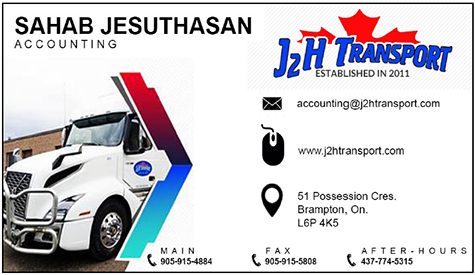 SAHAB JESUTHASAN
ACCOUNTING
J2H TRANSPORT
ESTABLISHED IN 2011
accounting@j2htransport.com
www.j2htransport.com
51 Possession Cres.
Brampton, On.
L6P 4K5
MAIN
905-915-4884
FAX
905-915-5808
AFTER-HOURS
437-774-5315